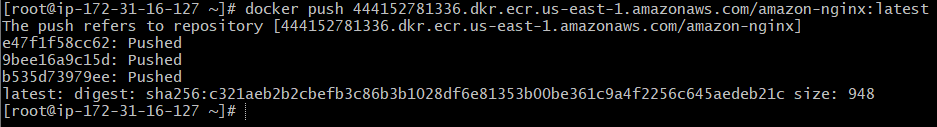 [root@ip-172-31-16-127 ~]# docker push 444152781336.dkr.ecr.us-east-1.amazonaws.com/amazon-nginx:latest
The push refers to repository [444152781336.dkr.ecr.us-east-1.amazonaws.com/amazon-nginx]
e47f1f58cc62: Pushed
9bee16a9c15d: Pushed
b535d73979ee: Pushed
latest: digest: sha256:c321aeb2b2cbefb3c86b3b1028df6e81353b00be361c9a4f2256c645aedeb21c size: 948
[root@ip-172-31-16-127 ~]#